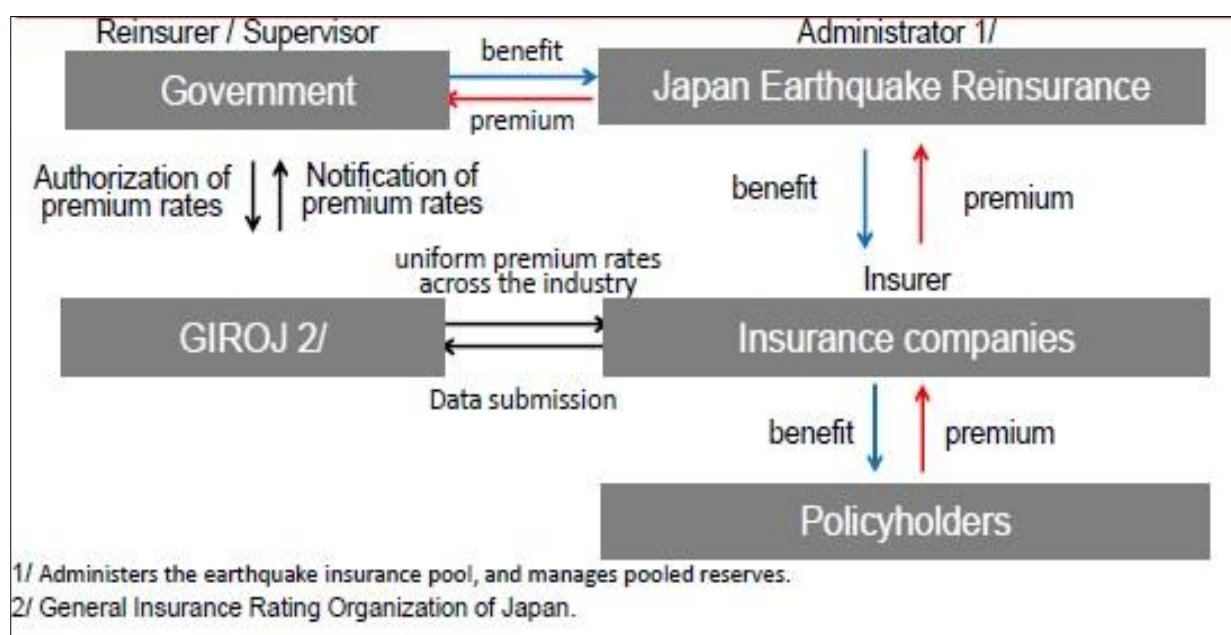 Reinsurer / Supervisor
Administrator 1/
Government
benefit
premium
Japan Earthquake Reinsurance
Authorization of
premium rates
Notification of
premium rates
benefit
premium
uniform premium rates
across the industry
Insurer
GIROJ 2/
Insurance companies
Data submission
benefit
premium
Policyholders
1/ Administers the earthquake insurance pool, and manages pooled reserves.
2/ General Insurance Rating Organization of Japan.